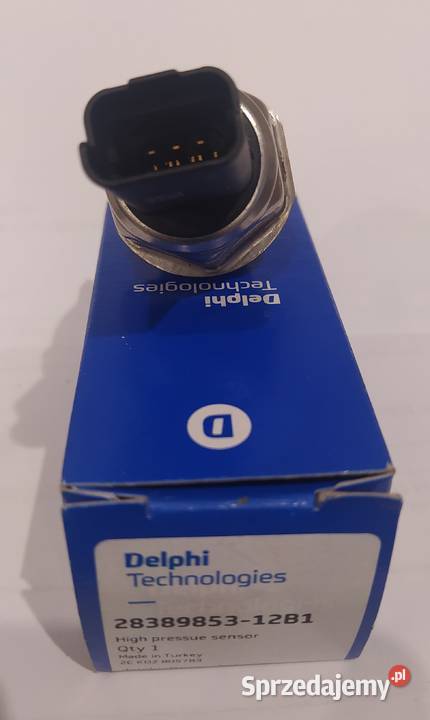 Delphi
Technologies
D
Delphi
Technologies
28389853-12B1
High pressue sensor
Qty 1
Made in Turkey
Sprzedajemy.pl